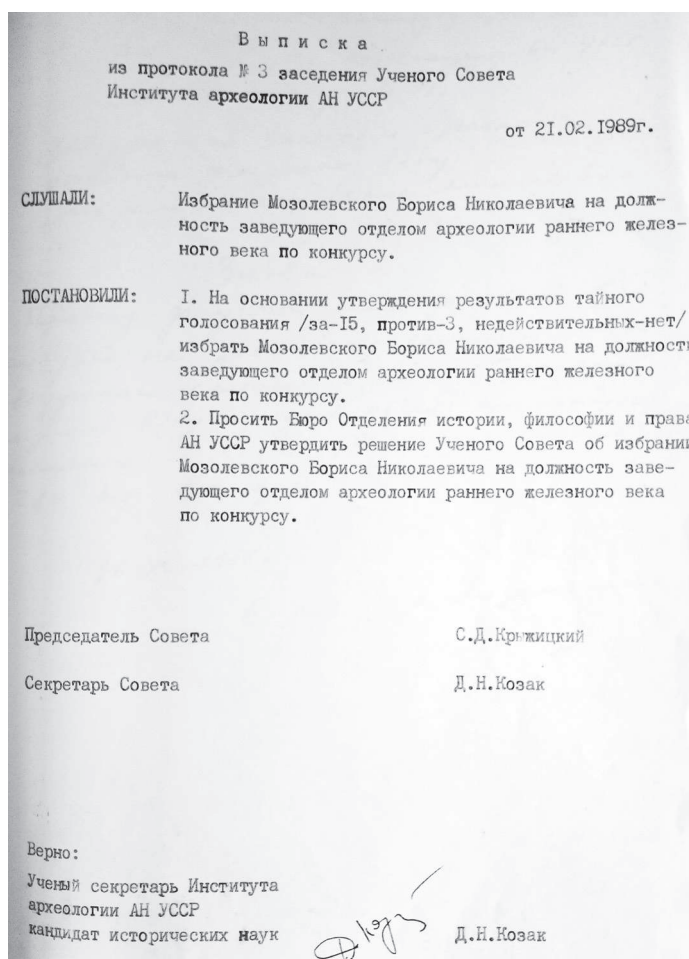 В ы п и с к а
из протокола № 3 заседения Ученого Совета
Института археологии АН УССР
от 21.02.1989г.
СЛУШАЛИ: Избрание Мозолевского Бориса Николаевича на долж-
ность заведующего отделом археологии раннего желез-
ного века по конкурсу.
ПОСТАНОВИЛИ: 1. На основании утверждения результатов тайного
голосования /за-15, против-3, недействительных-нет/
избрать Мозолевского Бориса Николаевича на должность
заведующего отделом археологии раннего железного
века по конкурсу.
2. Просить Бюро Отделения истории, философии и права
АН УССР утвердить решение Ученого Совета об избрании
Мозолевского Бориса Николаевича на должность заве-
дующего отделом археологии раннего железного века
по конкурсу.
Председатель Совета С.Д.Крыжицкий
Секретарь Совета Д.Н.Козак
Верно:
Ученый секретарь Института
археологии АН УССР
кандидат исторических наук Д.Н.Козак